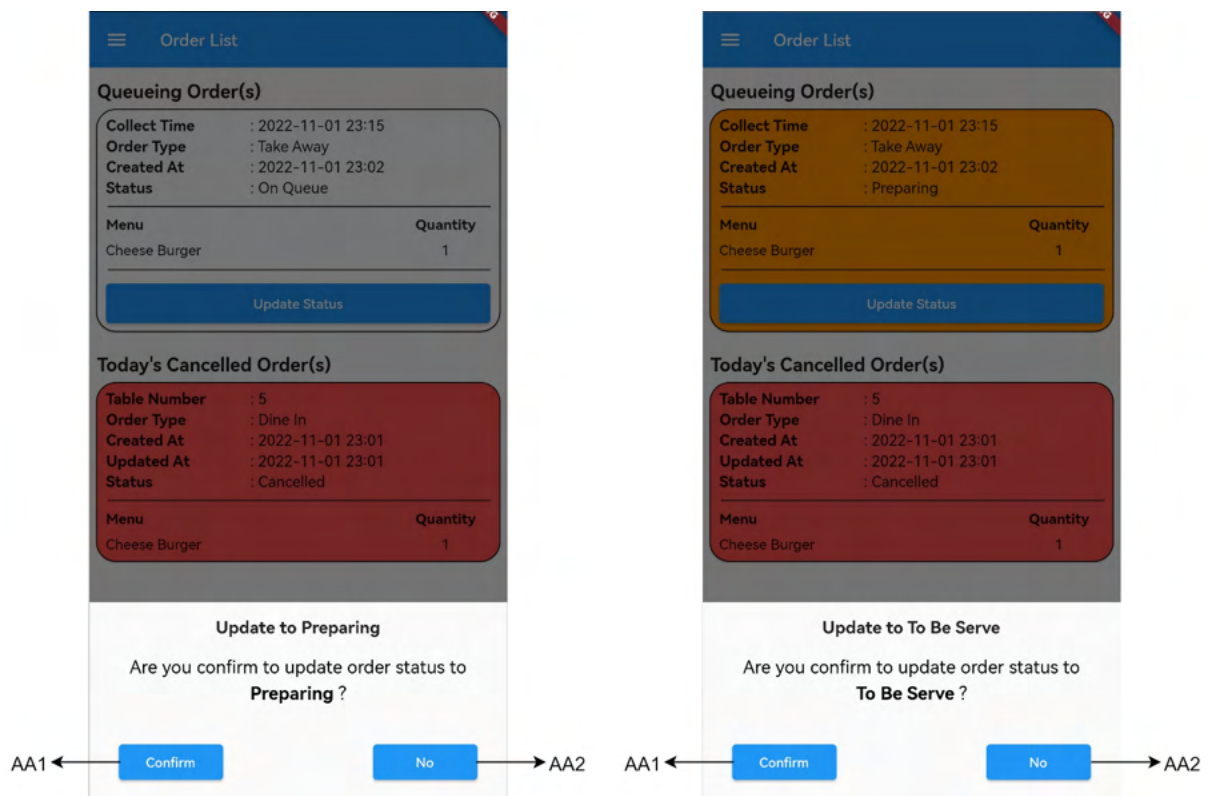 Order List
Queueing Order(s)
Collect Time : 2022-11-01 23:15
Order Type : Take Away
Created At : 2022-11-01 23:02
Status : On Queue
Menu Quantity
Cheese Burger 1
Update Status
Today's Cancelled Order(s)
Table Number : 5
Order Type : Dine In
Created At : 2022-11-01 23:01
Updated At : 2022-11-01 23:01
Status : Cancelled
Menu Quantity
Cheese Burger 1
Update to Preparing
Are you confirm to update order status to
Preparing ?
AA1 Confirm No AA2
Order List
Queueing Order(s)
Collect Time : 2022-11-01 23:15
Order Type : Take Away
Created At : 2022-11-01 23:02
Status : Preparing
Menu Quantity
Cheese Burger 1
Update Status
Today's Cancelled Order(s)
Table Number : 5
Order Type : Dine In
Created At : 2022-11-01 23:01
Updated At : 2022-11-01 23:01
Status : Cancelled
Menu Quantity
Cheese Burger 1
Update to To Be Serve
Are you confirm to update order status to
To Be Serve ?
AA1 Confirm No AA2